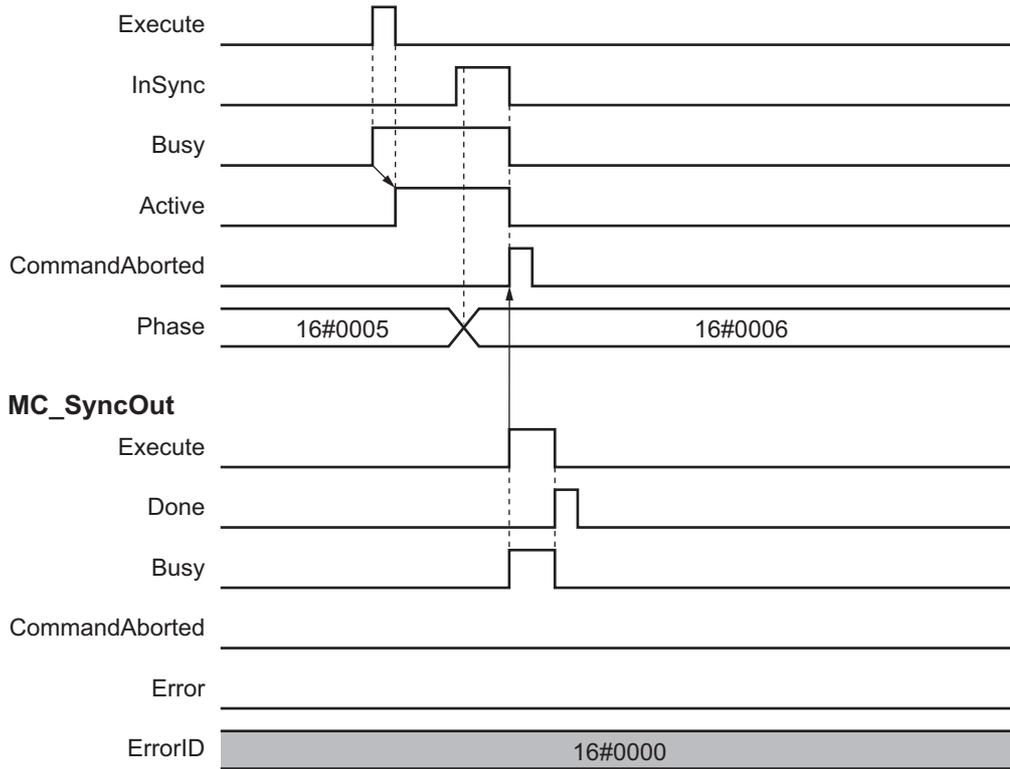 Execute
InSync
Busy
Active
CommandAborted
Phase 16#0005 16#0006
MC_SyncOut
Execute
Done
Busy
CommandAborted
Error
ErrorID 16#0000